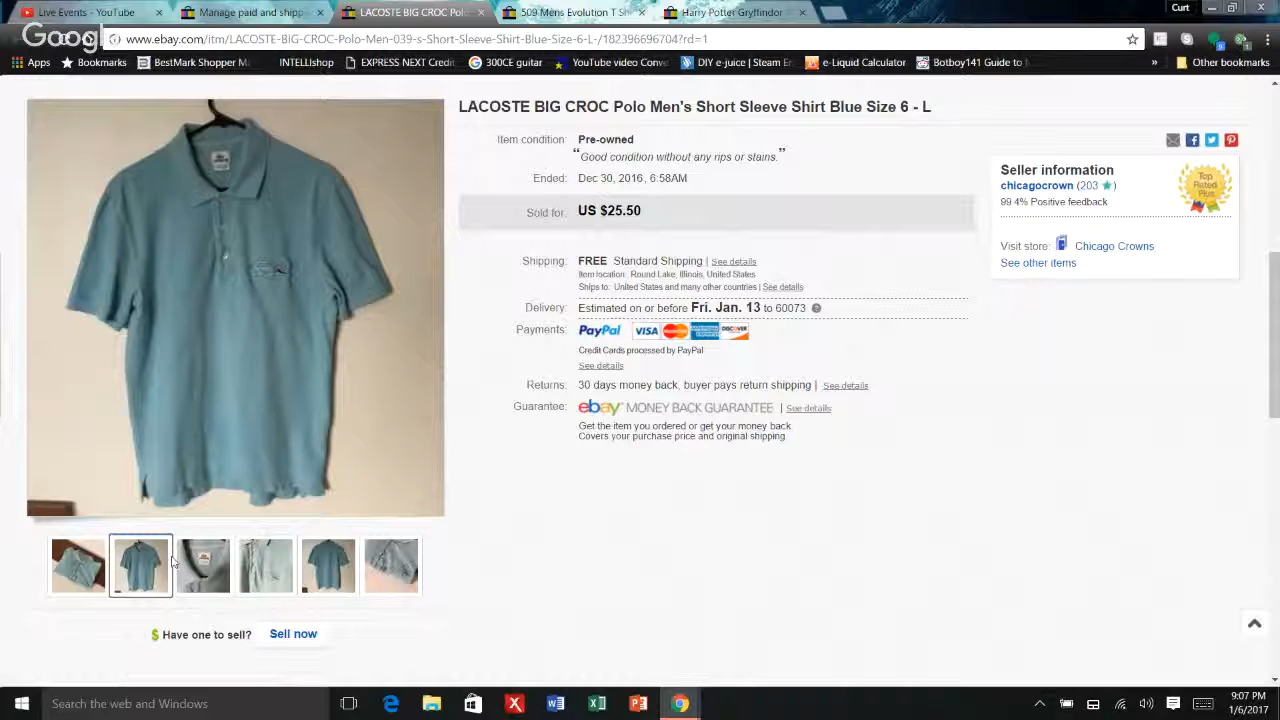 Live Events - YouTube
Manage paid and shipp
LACOSTE BIG CROC Pol
509 Mens Evolution T Sh
Harry Potter Gryffindor
Curt
Goog
www.ebay.com/itm/LACOSTE-BIG-CROC-Polo-Men-039-s-Short-Sleeve-Shirt-Blue-Size-6-L-/182396696704?rd=1
Apps
Bookmarks
BestMark Shopper Ma
INTELLIshop
EXPRESS NEXT Credit
300CE guitar
YouTube video Conve
DIY e-juice | Steam En
e-Liquid Calculator
Botboy141 Guide to M
»
Other bookmarks
LACOSTE BIG CROC Polo Men's Short Sleeve Shirt Blue Size 6 - L
Item condition: Pre-owned
“Good condition without any rips or stains.”
Ended: Dec 30, 2016, 6:58AM
Sold for: US $25.50
Shipping: FREE Standard Shipping | See details
Item location: Round Lake, Illinois, United States
Ships to: United States and many other countries | See details
Delivery: Estimated on or before Fri. Jan. 13 to 60073
Payments: PayPal VISA MasterCard DISCOVER
Credit Cards processed by PayPal
See details
Returns: 30 days money back, buyer pays return shipping | See details
Guarantee: ebay MONEY BACK GUARANTEE | See details
Get the item you ordered or get your money back
Covers your purchase price and original shipping
Seller information
chicagocrown (203 ★)
99.4% Positive feedback
Top Rated Plus
Visit store: Chicago Crowns
See other items
$ Have one to sell? Sell now
Search the web and Windows
9:07 PM
1/6/2017